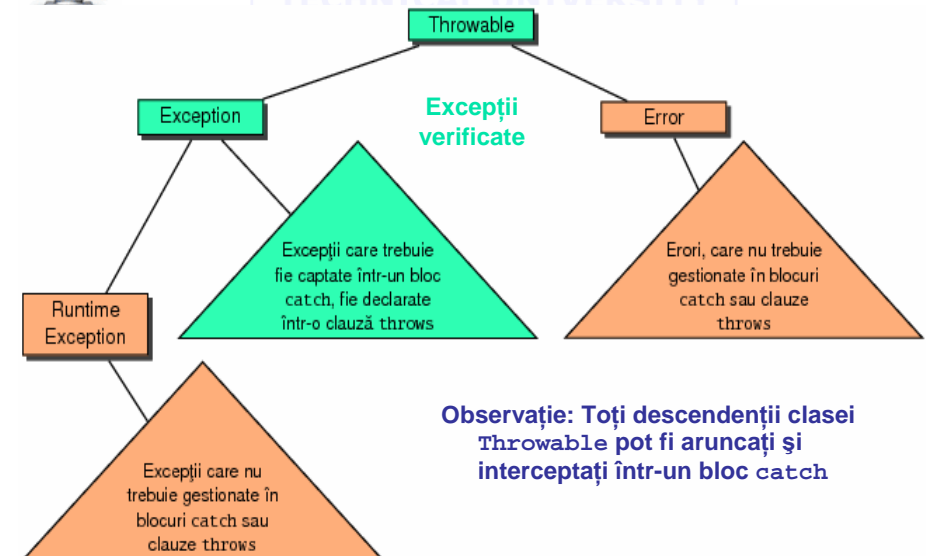 TECHNICAL UNIVERSITY
Throwable
Excepții
verificate
Exception
Error
Excepţii care trebuie
fie captate într-un bloc
catch, fie declarate
într-o clauză throws
Erori, care nu trebuie
gestionate în blocuri
catch sau clauze
throws
Runtime
Exception
Observație: Toți descendenții clasei
Throwable pot fi aruncați şi
interceptați într-un bloc catch
Excepţii care nu
trebuie gestionate în
blocuri catch sau
clauze throws